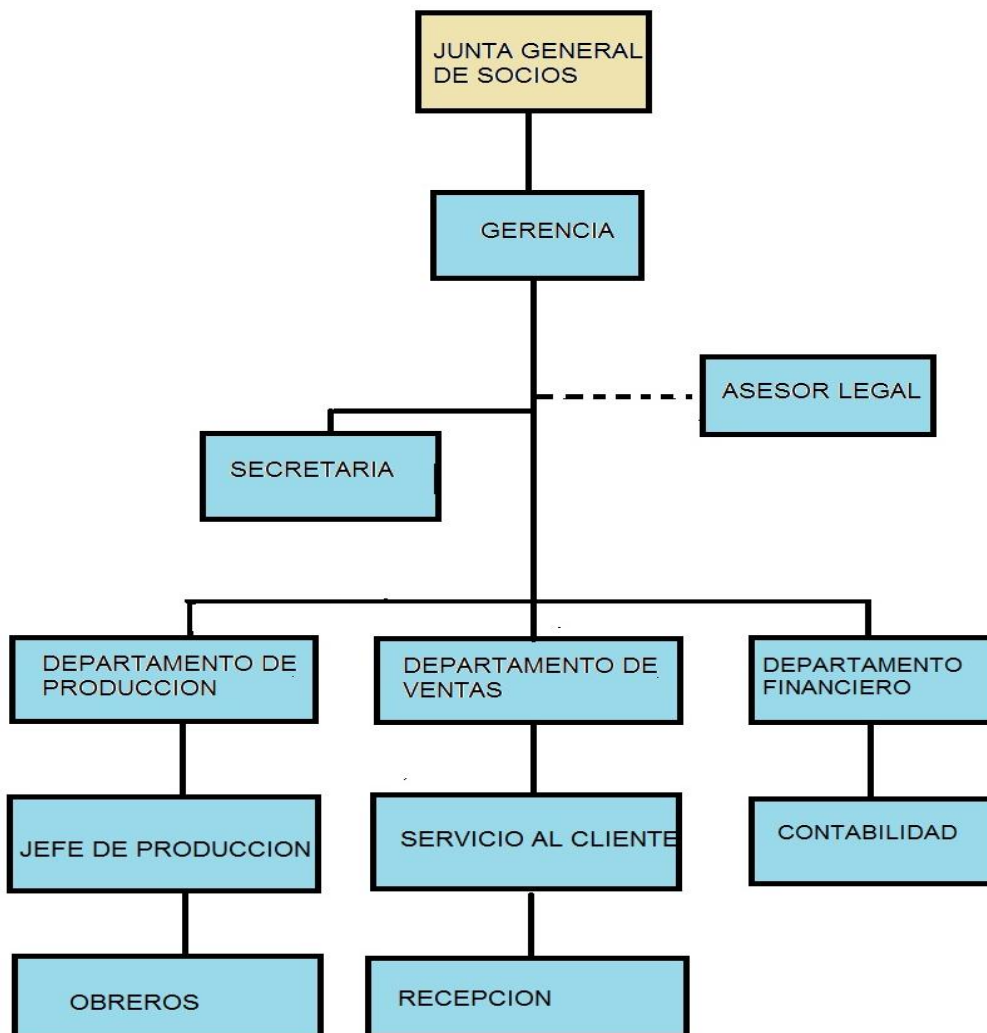 JUNTA GENERAL
DE SOCIOS
GERENCIA
ASESOR LEGAL
SECRETARIA
DEPARTAMENTO DE
PRODUCCION
DEPARTAMENTO DE
VENTAS
DEPARTAMENTO
FINANCIERO
JEFE DE PRODUCCION
SERVICIO AL CLIENTE
CONTABILIDAD
OBREROS
RECEPCION